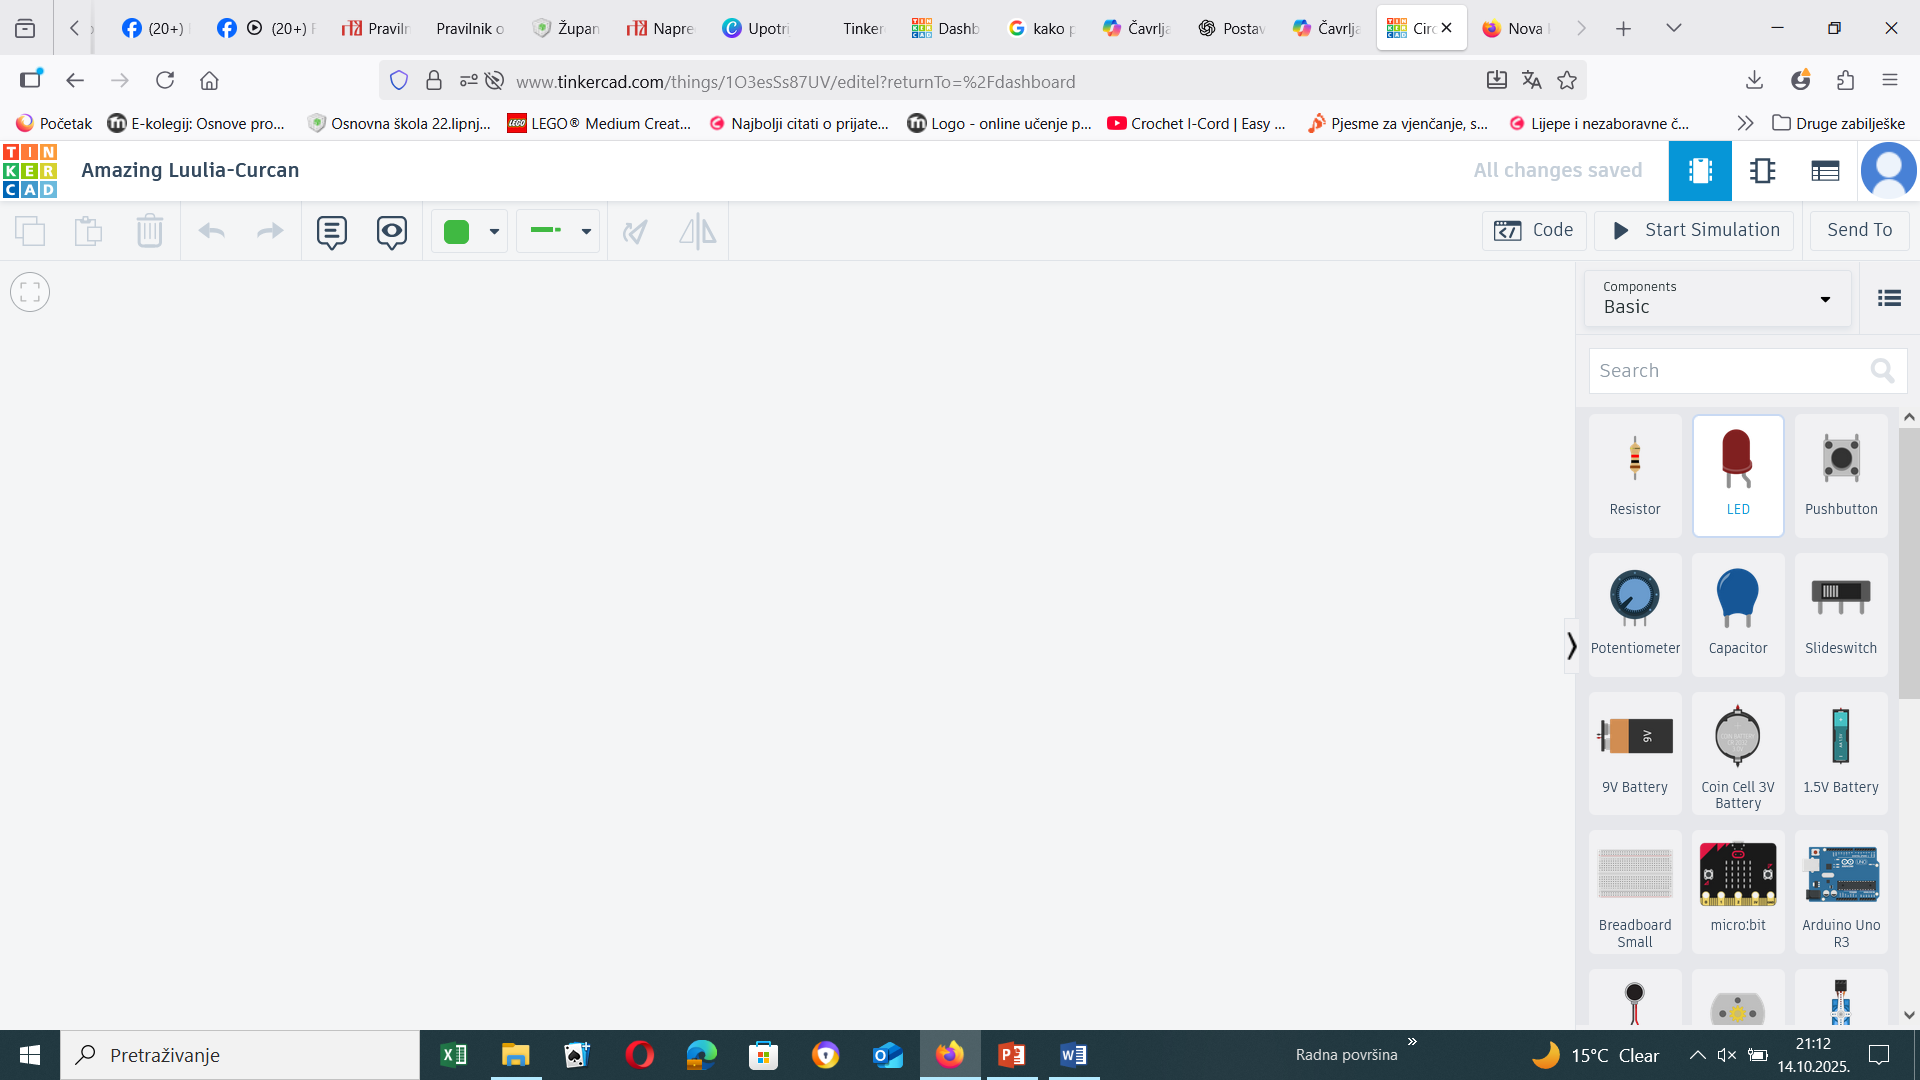 (20+)
(20+) F
Praviln
Pravilnik o
Župan
Napre
Upotri
Tinker
Dashb
kako p
Čavrlja
Postav
Čavrlja
Circ
Nova
www.tinkercad.com/things/1O3esSs87UV/editel?returnTo=%2Fdashboard
Početak
E-kolegij: Osnove pro...
Osnovna škola 22.lipnj...
LEGO® Medium Creat...
Najbolji citati o prijate...
Logo - online učenje p...
Crochet I-Cord | Easy ...
Pjesme za vjenčanje, s...
Lijepe i nezaboravne č...
Druge zabilješke
TIN
KER
CAD
Amazing Luulia-Curcan
All changes saved
Code
Start Simulation
Send To
Components
Basic
Search
Resistor
LED
Pushbutton
Potentiometer
Capacitor
Slideswitch
9V
9V Battery
Coin Cell 3V
Battery
1.5V Battery
Breadboard
Small
micro:bit
Arduino Uno
R3
Pretraživanje
Radna površina
15°C Clear
21:12
14.10.2025.